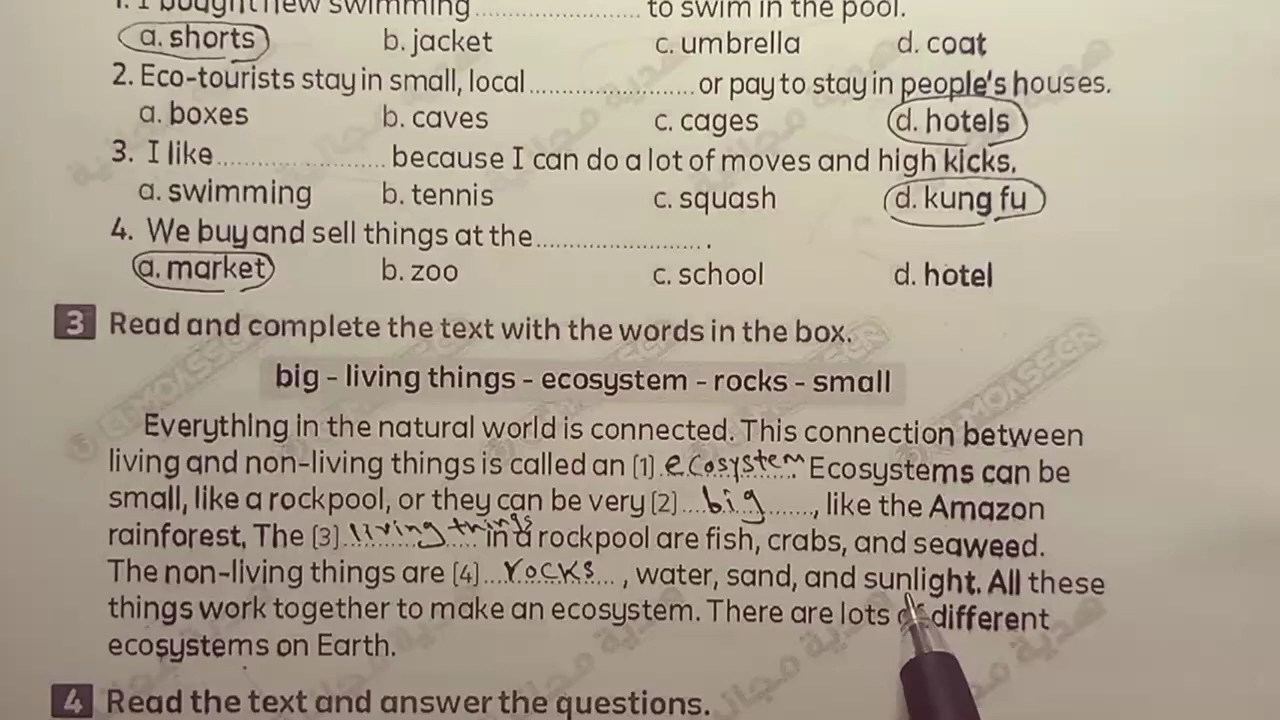 1. I bought new swimming ........................ to swim in the pool.
a. shorts b. jacket c. umbrella d. coat
2. Eco-tourists stay in small, local ........................ or pay to stay in people's houses.
a. boxes b. caves c. cages d. hotels
3. I like ........................ because I can do a lot of moves and high kicks.
a. swimming b. tennis c. squash d. kung fu
4. We buy and sell things at the ........................ .
a. market b. zoo c. school d. hotel
3 Read and complete the text with the words in the box.
big - living things - ecosystem - rocks - small
Everything in the natural world is connected. This connection between
living and non-living things is called an (1) ecosystem. Ecosystems can be
small, like a rockpool, or they can be very (2) ...big......., like the Amazon
rainforest. The (3) living things in a rockpool are fish, crabs, and seaweed.
The non-living things are (4) ...rocks..., water, sand, and sunlight. All these
things work together to make an ecosystem. There are lots of different
ecosystems on Earth.
4 Read the text and answer the questions.